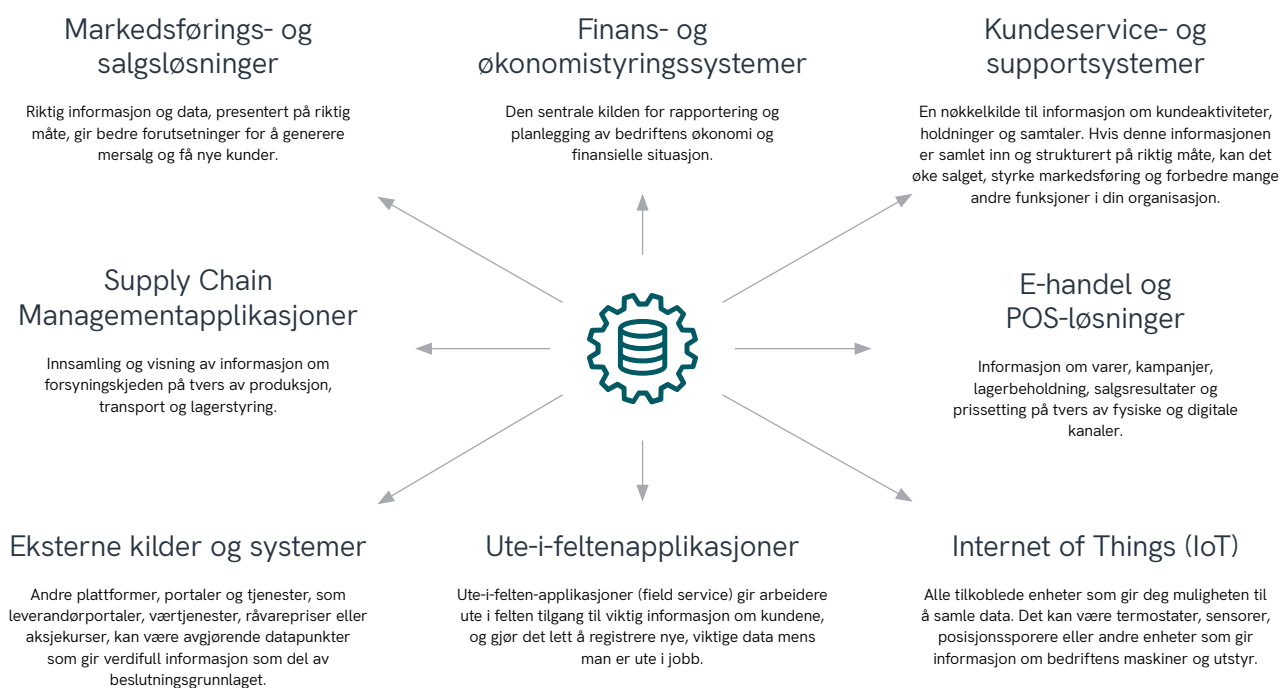 Markedsførings- og
salgsløsninger
Riktig informasjon og data, presentert på riktig
måte, gir bedre forutsetninger for å generere
mersalg og få nye kunder.
Finans- og
økonomistyringssystemer
Den sentrale kilden for rapportering og
planlegging av bedriftens økonomi og
finansielle situasjon.
Kundeservice- og
supportsystemer
En nøkkelkilde til informasjon om kundeaktiviteter,
holdninger og samtaler. Hvis denne informasjonen
er samlet inn og strukturert på riktig måte, kan det
øke salget, styrke markedsføring og forbedre mange
andre funksjoner i din organisasjon.
Supply Chain
Managementapplikasjoner
Innsamling og visning av informasjon om
forsyningskjeden på tvers av produksjon,
transport og lagerstyring.
E-handel og
POS-løsninger
Informasjon om varer, kampanjer,
lagerbeholdning, salgsresultater og
prissetting på tvers av fysiske og digitale
kanaler.
Eksterne kilder og systemer
Andre plattformer, portaler og tjenester, som
leverandørportaler, værtjenester, råvarepriser eller
aksjekurser, kan være avgjørende datapunkter
som gir verdifull informasjon som del av
beslutningsgrunnlaget.
Ute-i-feltenapplikasjoner
Ute-i-felten-applikasjoner (field service) gir arbeidere
ute i felten tilgang til viktig informasjon om kundene,
og gjør det lett å registrere nye, viktige data mens
man er ute i jobb.
Internet of Things (IoT)
Alle tilkoblede enheter som gir deg muligheten til
å samle data. Det kan være termostater, sensorer,
posisjonssporere eller andre enheter som gir
informasjon om bedriftens maskiner og utstyr.